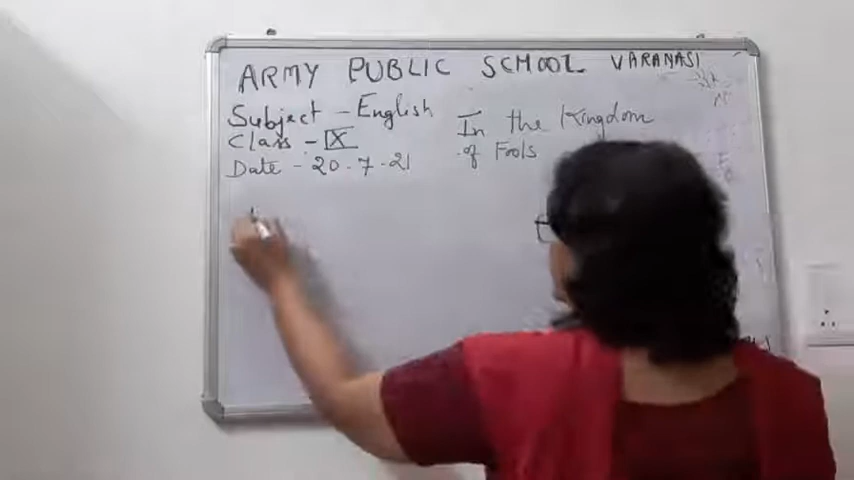 ARMY PUBLIC SCHOOL VARANASI
Subject - English
Class - IX
Date - 20.7.21
In the Kingdom
of Fools